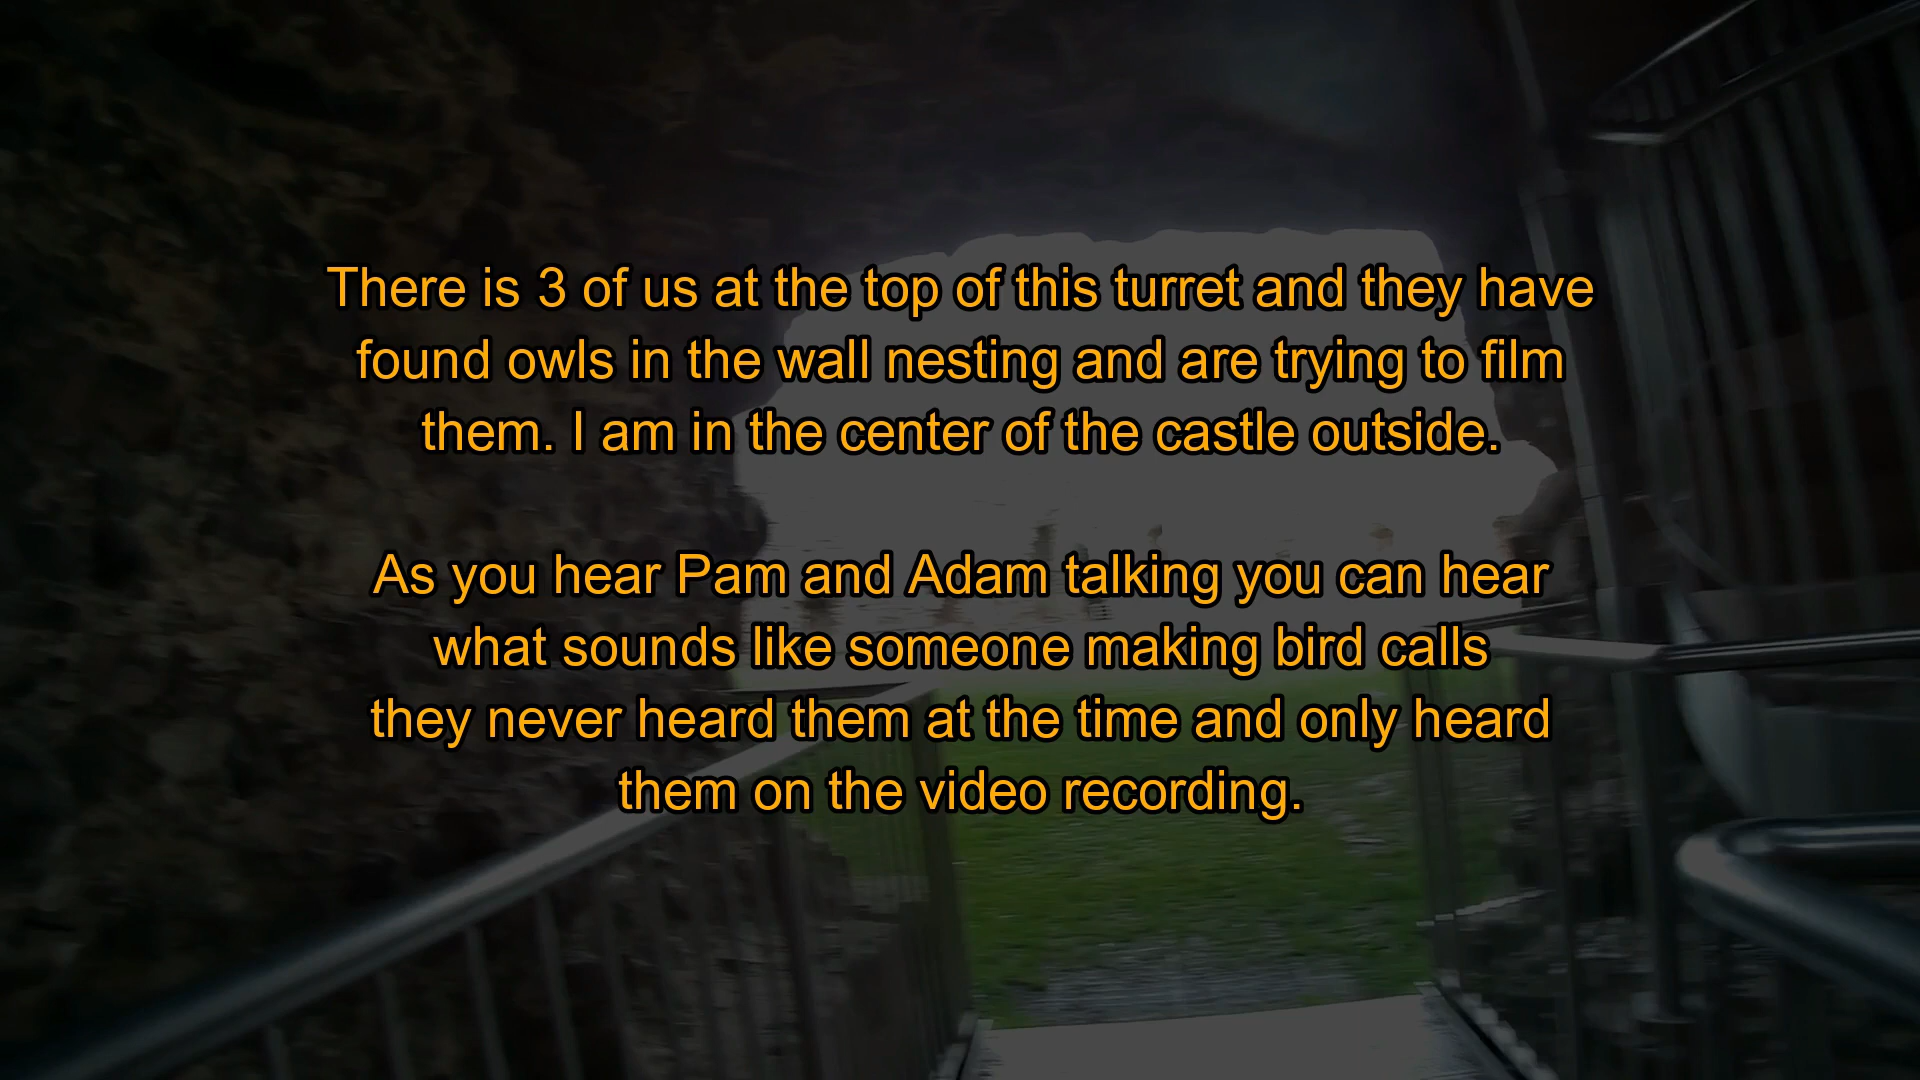 There is 3 of us at the top of this turret and they have
found owls in the wall nesting and are trying to film
them. I am in the center of the castle outside.
As you hear Pam and Adam talking you can hear
what sounds like someone making bird calls
they never heard them at the time and only heard
them on the video recording.